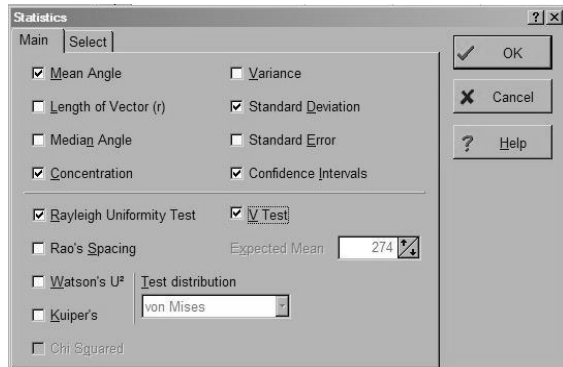 Statistics
? ×
Main Select
Mean Angle
Variance
Length of Vector (r)
Standard Deviation
Median Angle
Standard Error
Concentration
Confidence Intervals
Rayleigh Uniformity Test
V Test
Rao's Spacing
Expected Mean 274
Watson's U²
Test distribution
Kuiper's
von Mises
Chi Squared
OK
Cancel
? Help